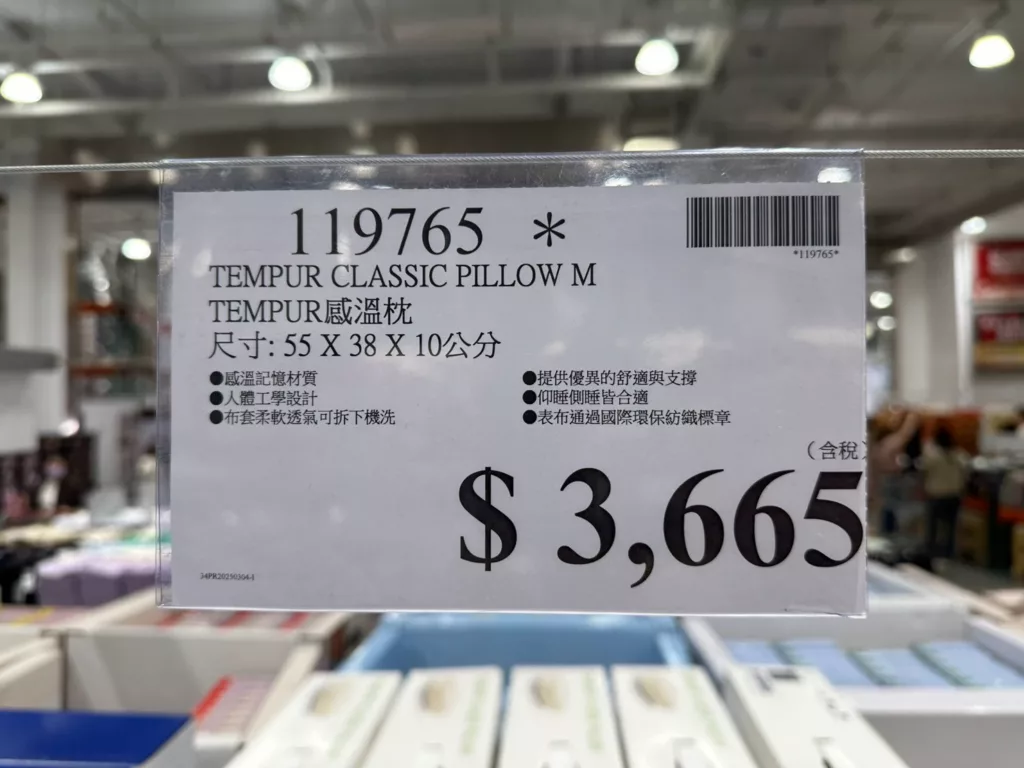 119765 *
*119765*
TEMPUR CLASSIC PILLOW M
TEMPUR感溫枕
尺寸: 55 X 38 X 10公分
●感溫記憶材質
●人體工學設計
●布套柔軟透氣可拆下機洗
●提供優異的舒適與支撐
●仰睡側睡皆合適
●表布通過國際環保紡織標章
(含稅)
$ 3,665